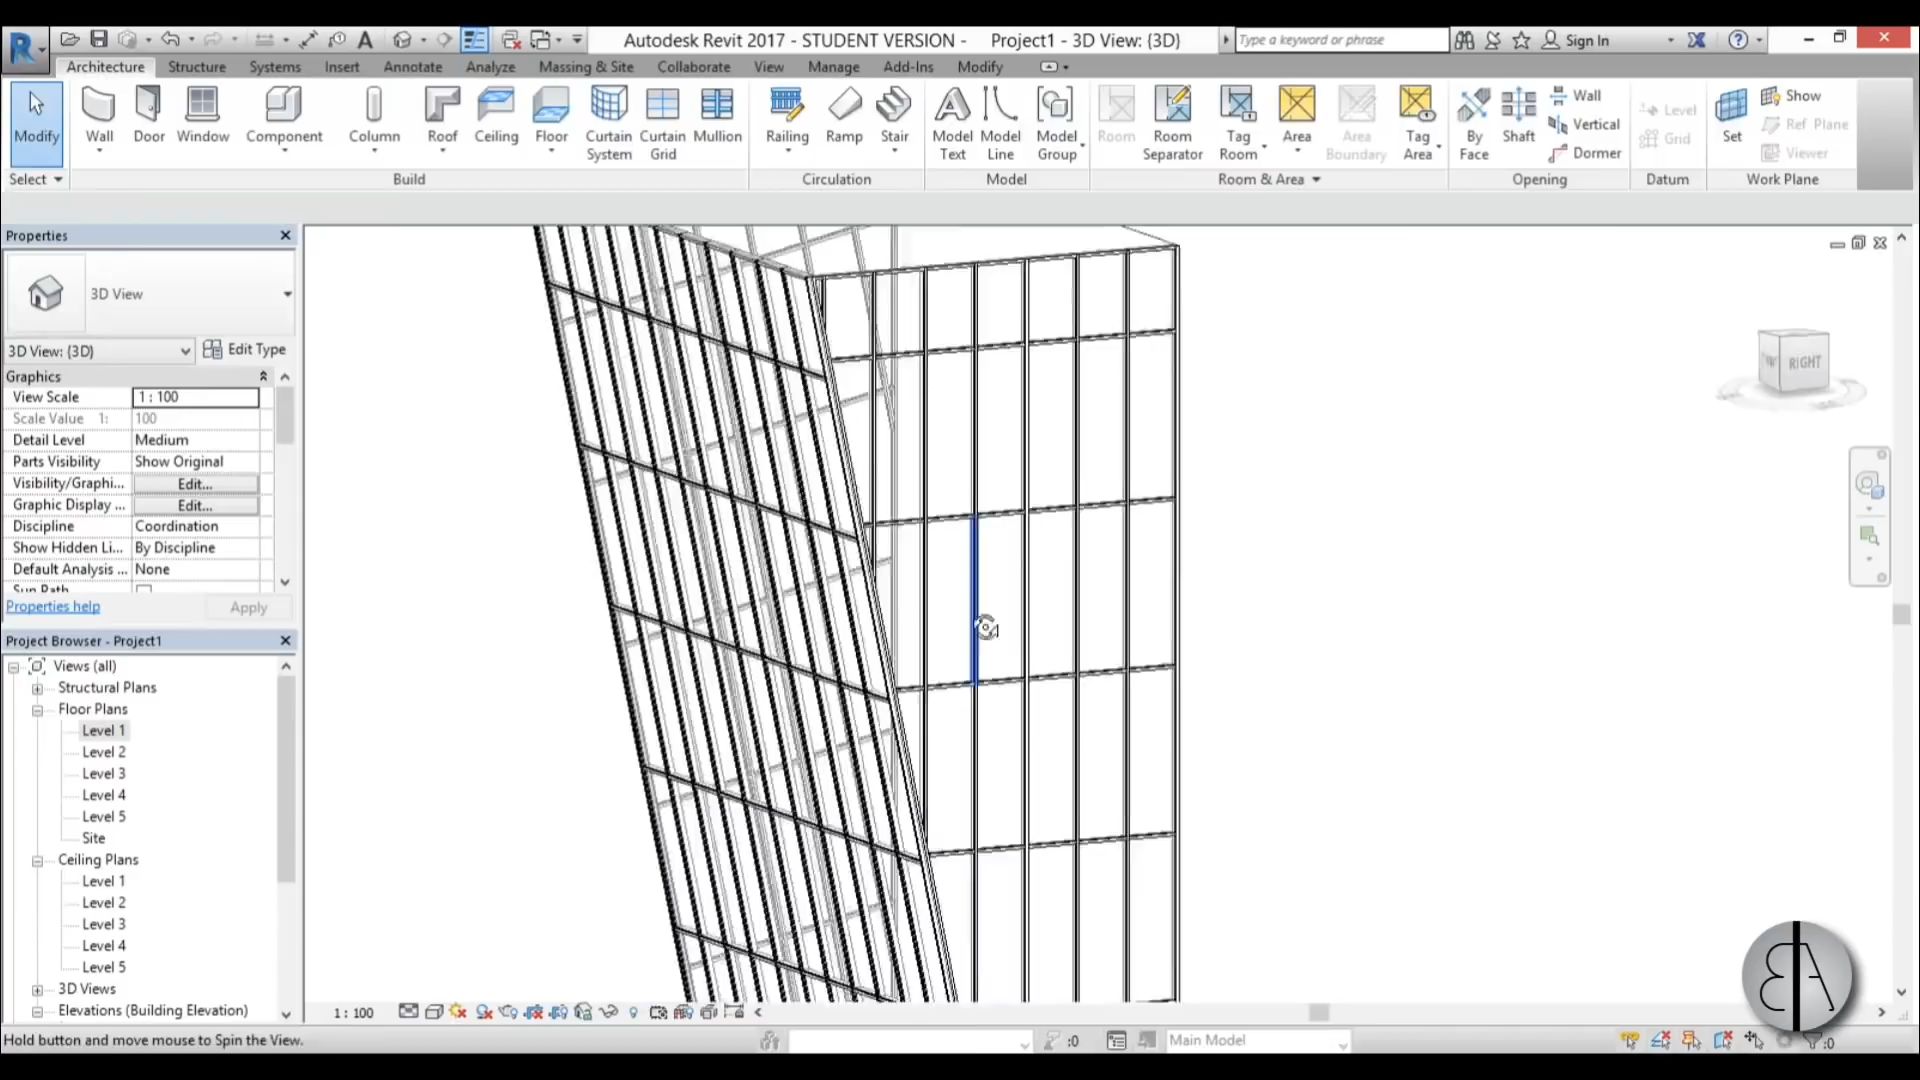 Autodesk Revit 2017 - STUDENT VERSION - Project1 - 3D View: {3D}
Type a keyword or phrase
Sign In
Architecture Structure Systems Insert Annotate Analyze Massing & Site Collaborate View Manage Add-Ins Modify
Modify
Wall
Door
Window
Component
Column
Roof
Ceiling
Floor
Curtain System
Curtain Grid
Mullion
Railing
Ramp
Stair
Model Text
Model Line
Model Group
Room
Room Separator
Tag Room
Area
Area Boundary
Tag Area
By Face
Shaft
Wall
Vertical
Dormer
Level
Grid
Set
Show
Ref Plane
Viewer
Select
Build
Circulation
Model
Room & Area
Opening
Datum
Work Plane
Properties
3D View
3D View: {3D}
Edit Type
Graphics
View Scale 1 : 100
Scale Value 1: 100
Detail Level Medium
Parts Visibility Show Original
Visibility/Graphi... Edit...
Graphic Display ... Edit...
Discipline Coordination
Show Hidden Li... By Discipline
Default Analysis ... None
Sun Path
Properties help
Apply
Project Browser - Project1
Views (all)
Structural Plans
Floor Plans
Level 1
Level 2
Level 3
Level 4
Level 5
Site
Ceiling Plans
Level 1
Level 2
Level 3
Level 4
Level 5
3D Views
Elevations (Building Elevation)
RIGHT
1 : 100
Hold button and move mouse to Spin the View.
:0
Main Model
:0